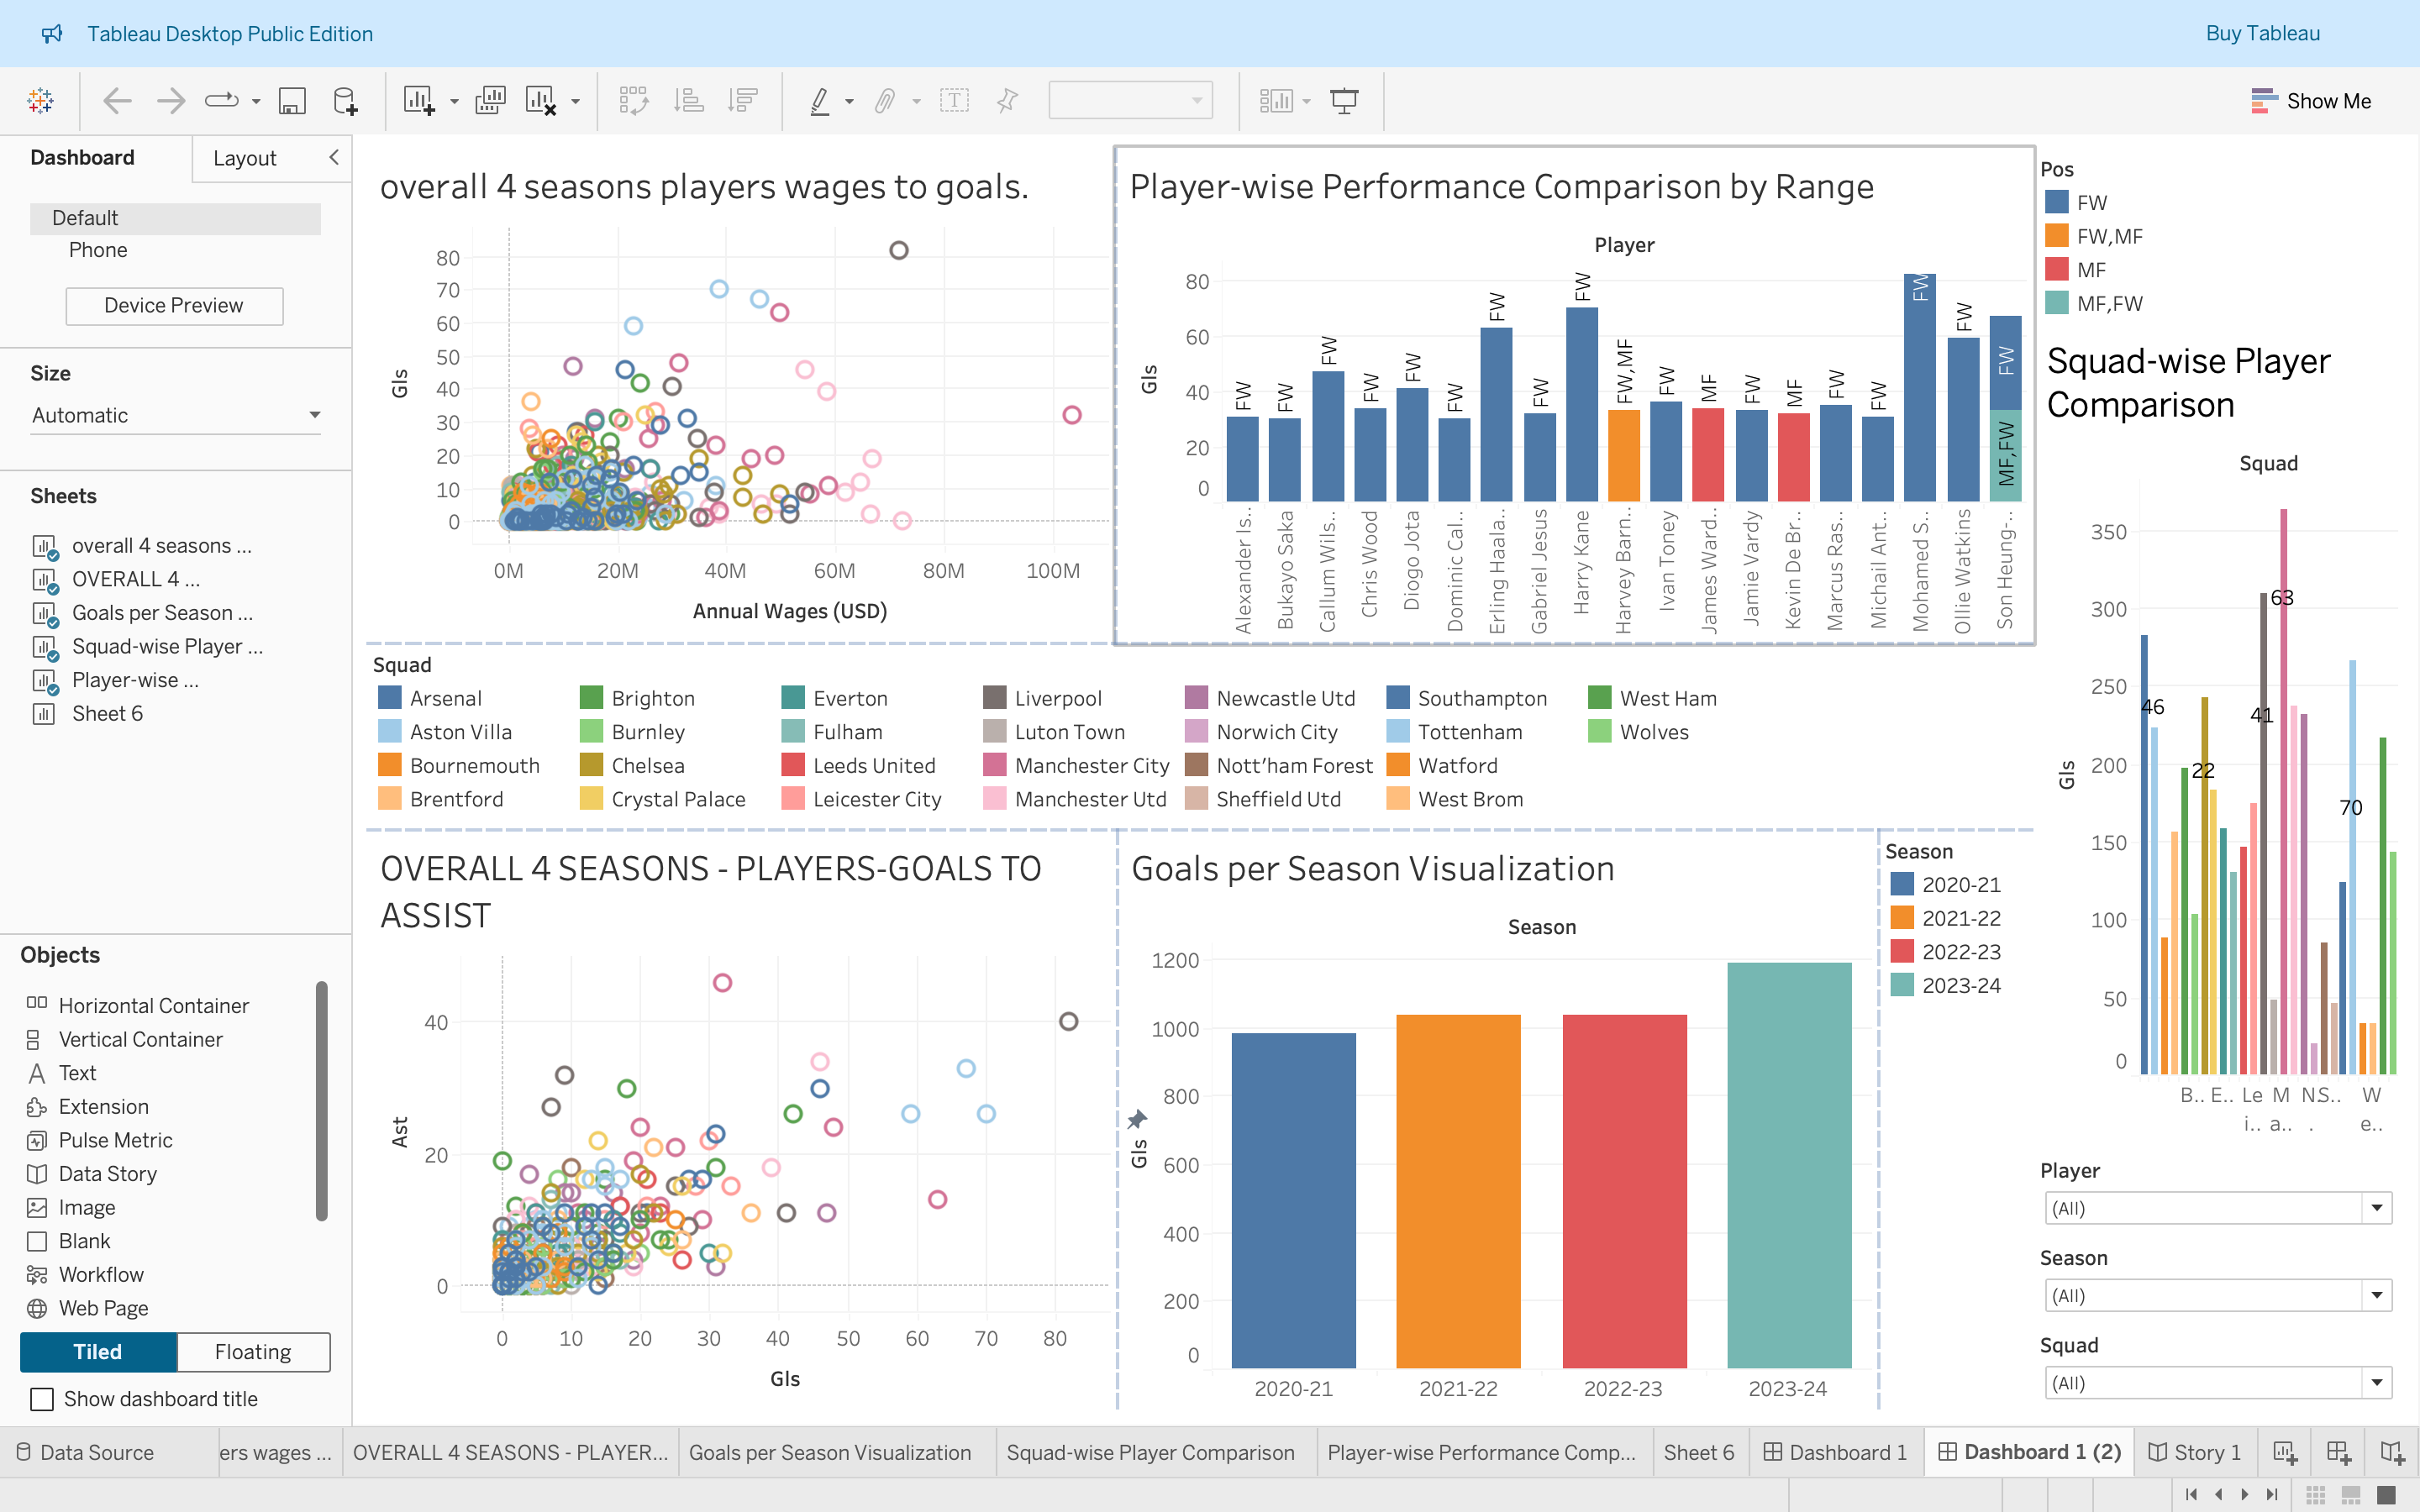 Tableau Desktop Public Edition
Buy Tableau
Show Me
Dashboard
Layout
Default
Phone
Device Preview
Size
Automatic
Sheets
overall 4 seasons ...
OVERALL 4 ...
Goals per Season ...
Squad-wise Player ...
Player-wise ...
Sheet 6
Objects
Horizontal Container
Vertical Container
Text
Extension
Pulse Metric
Data Story
Image
Blank
Workflow
Web Page
Tiled
Floating
Show dashboard title
overall 4 seasons players wages to goals.
Gls
80
70
60
50
40
30
20
10
0
0M 20M 40M 60M 80M 100M
Annual Wages (USD)
Player-wise Performance Comparison by Range
Player
Gls
80
60
40
20
0
FW FW FW FW FW FW FW FW FW FW,MF FW MF FW MF FW FW FW FW FW
MF,FW
Alexander Is..
Bukayo Saka
Callum Wils..
Chris Wood
Diogo Jota
Dominic Cal..
Erling Haala..
Gabriel Jesus
Harry Kane
Harvey Barn..
Ivan Toney
James Ward..
Jamie Vardy
Kevin De Br..
Marcus Ras..
Michail Ant..
Mohamed S..
Ollie Watkins
Son Heung-..
Pos
FW
FW,MF
MF
MF,FW
Squad-wise Player
Comparison
Squad
Gls
350
300
250
200
150
100
50
0
46
22
41
63
70
B.. E.. Le M N S.. W
i.. a.. . e..
Squad
Arsenal Brighton Everton Liverpool Newcastle Utd Southampton West Ham
Aston Villa Burnley Fulham Luton Town Norwich City Tottenham Wolves
Bournemouth Chelsea Leeds United Manchester City Nott'ham Forest Watford
Brentford Crystal Palace Leicester City Manchester Utd Sheffield Utd West Brom
OVERALL 4 SEASONS - PLAYERS-GOALS TO
ASSIST
Ast
40
20
0
0 10 20 30 40 50 60 70 80
Gls
Goals per Season Visualization
Season
Gls
1200
1000
800
600
400
200
0
2020-21 2021-22 2022-23 2023-24
Season
2020-21
2021-22
2022-23
2023-24
Player
(All)
Season
(All)
Squad
(All)
Data Source
ers wages ...
OVERALL 4 SEASONS - PLAYER...
Goals per Season Visualization
Squad-wise Player Comparison
Player-wise Performance Comp...
Sheet 6
Dashboard 1
Dashboard 1 (2)
Story 1